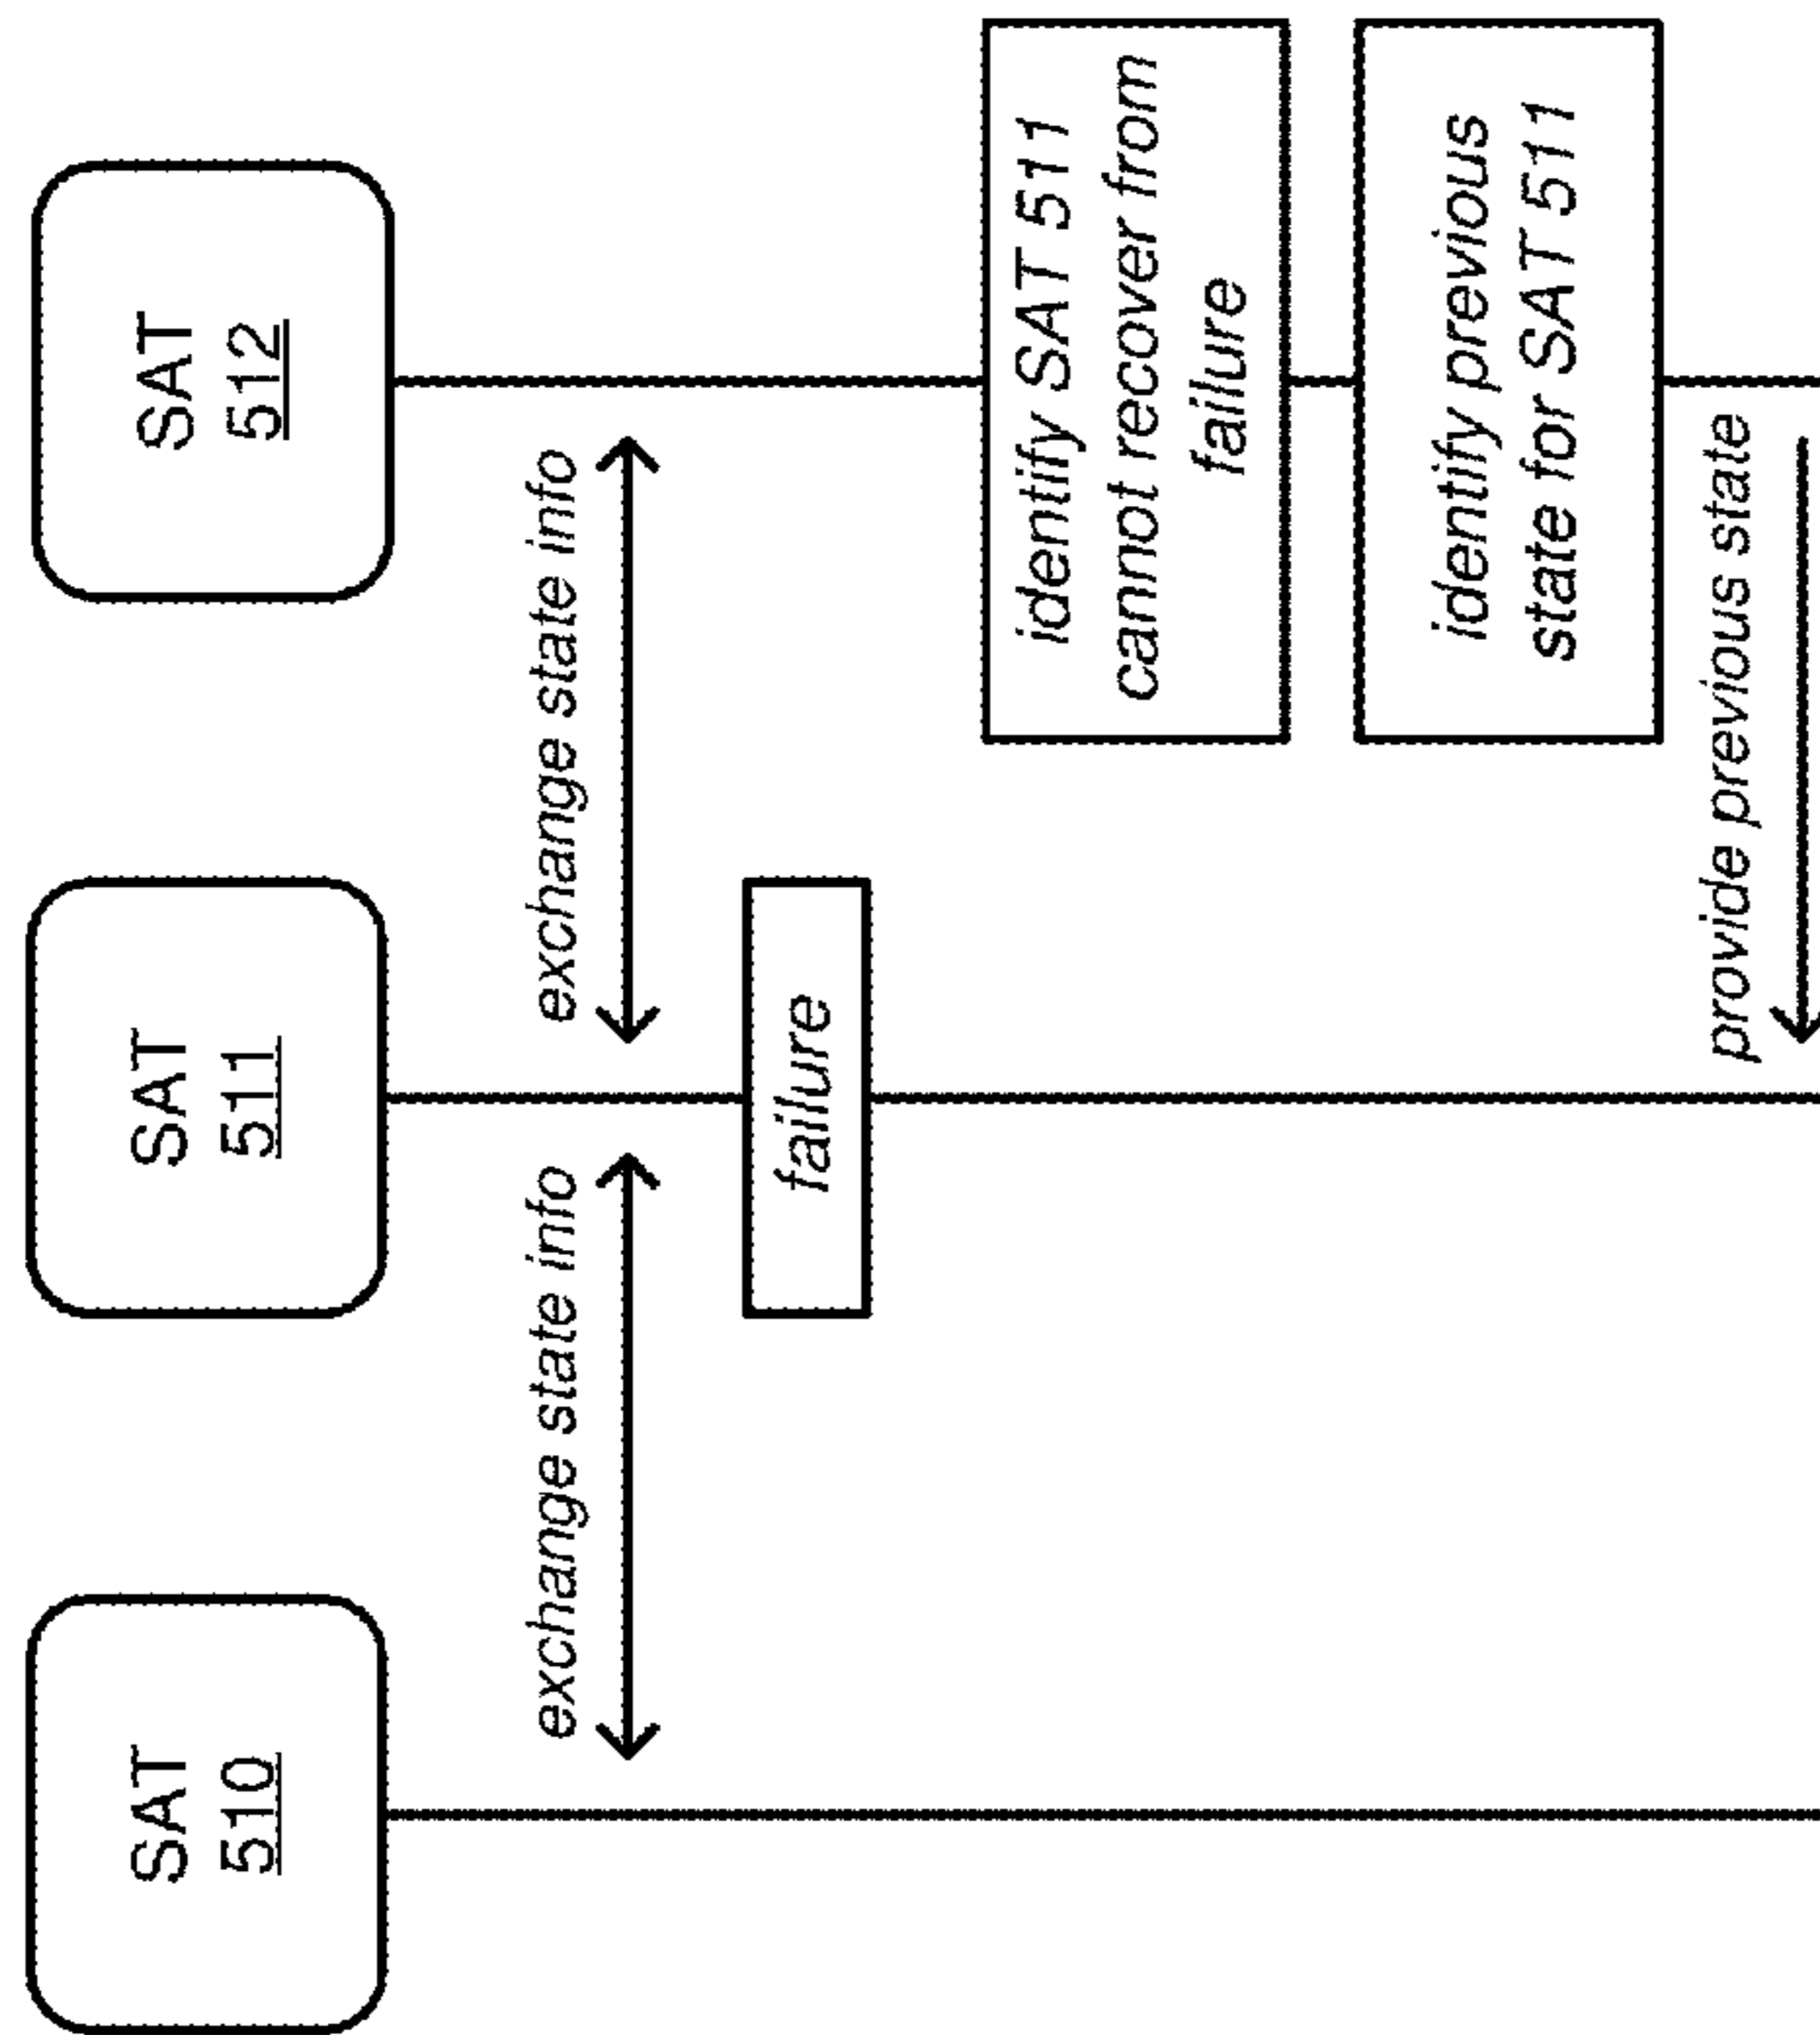 SAT
510
SAT
511
SAT
512
exchange state info
exchange state info
failure
identify SAT 511
cannot recover from
failure
identify previous
state for SAT 511
provide previous state